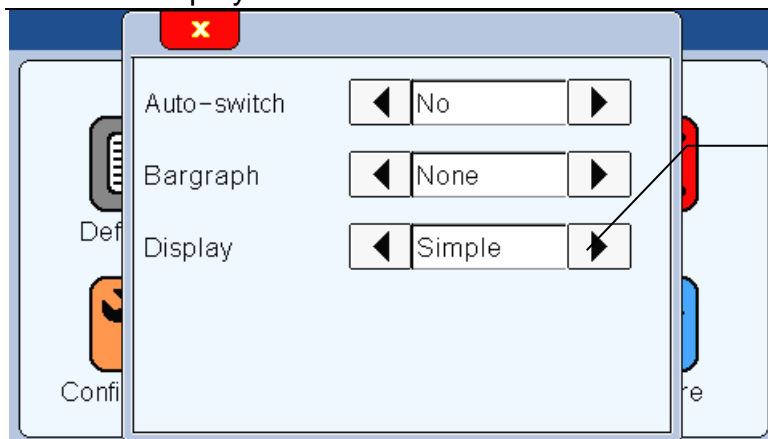 x
Auto-switch No
Bargraph None
Def
Display Simple
Confi
re